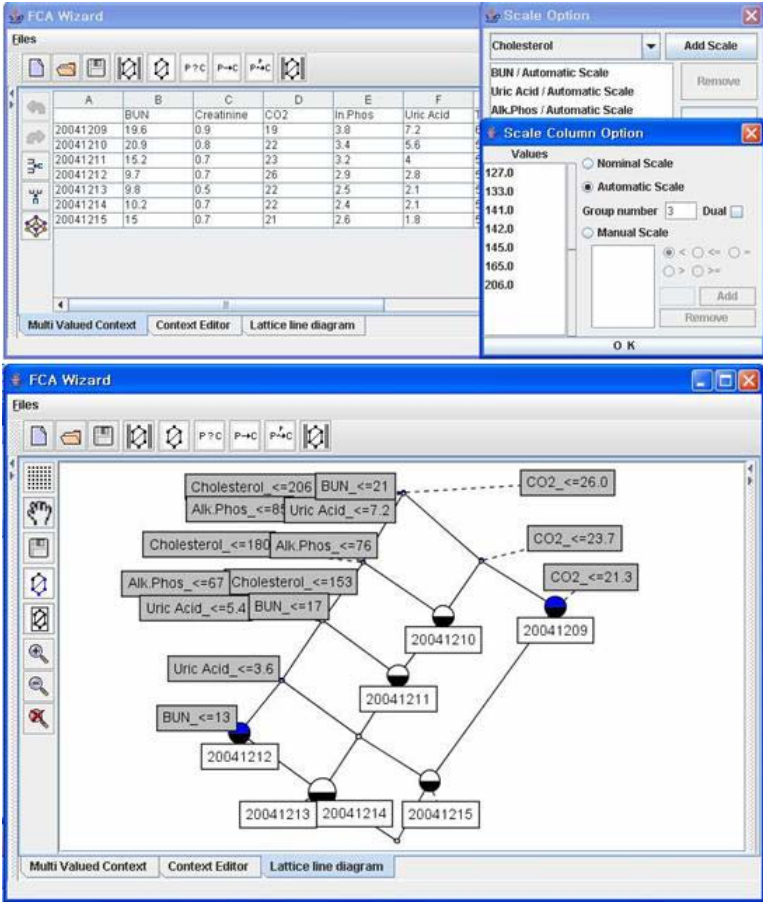 FCA Wizard
Files
P?C P→C P→C
A B C D E F
BUN Creatinine CO2 In.Phos Uric Acid
20041209 19.6 0.9 19 3.8 7.2
20041210 20.9 0.8 22 3.4 5.6
20041211 15.2 0.7 23 3.2 4
20041212 9.7 0.7 26 2.9 2.8
20041213 9.8 0.5 22 2.5 2.1
20041214 10.2 0.7 22 2.4 2.1
20041215 15 0.7 21 2.6 1.8
Multi Valued Context Context Editor Lattice line diagram
Scale Option
Cholesterol Add Scale
BUN / Automatic Scale
Remove
Uric Acid / Automatic Scale
Alk.Phos / Automatic Scale
Scale Column Option
Values
127.0
133.0
141.0
142.0
145.0
165.0
206.0
Nominal Scale
Automatic Scale
Group number 3 Dual
Manual Scale
< <= =
> >=
Add
Remove
O K
FCA Wizard
Files
P?C P→C P→C
Cholesterol_<=206 BUN_<=21 CO2_<=26.0
Alk.Phos_<=85 Uric Acid_<=7.2
Cholesterol_<=180 Alk.Phos_<=76 CO2_<=23.7
Alk.Phos_<=67 Cholesterol_<=153 CO2_<=21.3
Uric Acid_<=5.4 BUN_<=17
20041210 20041209
Uric Acid_<=3.6
20041211
BUN_<=13
20041212
20041213 20041214 20041215
Multi Valued Context Context Editor Lattice line diagram